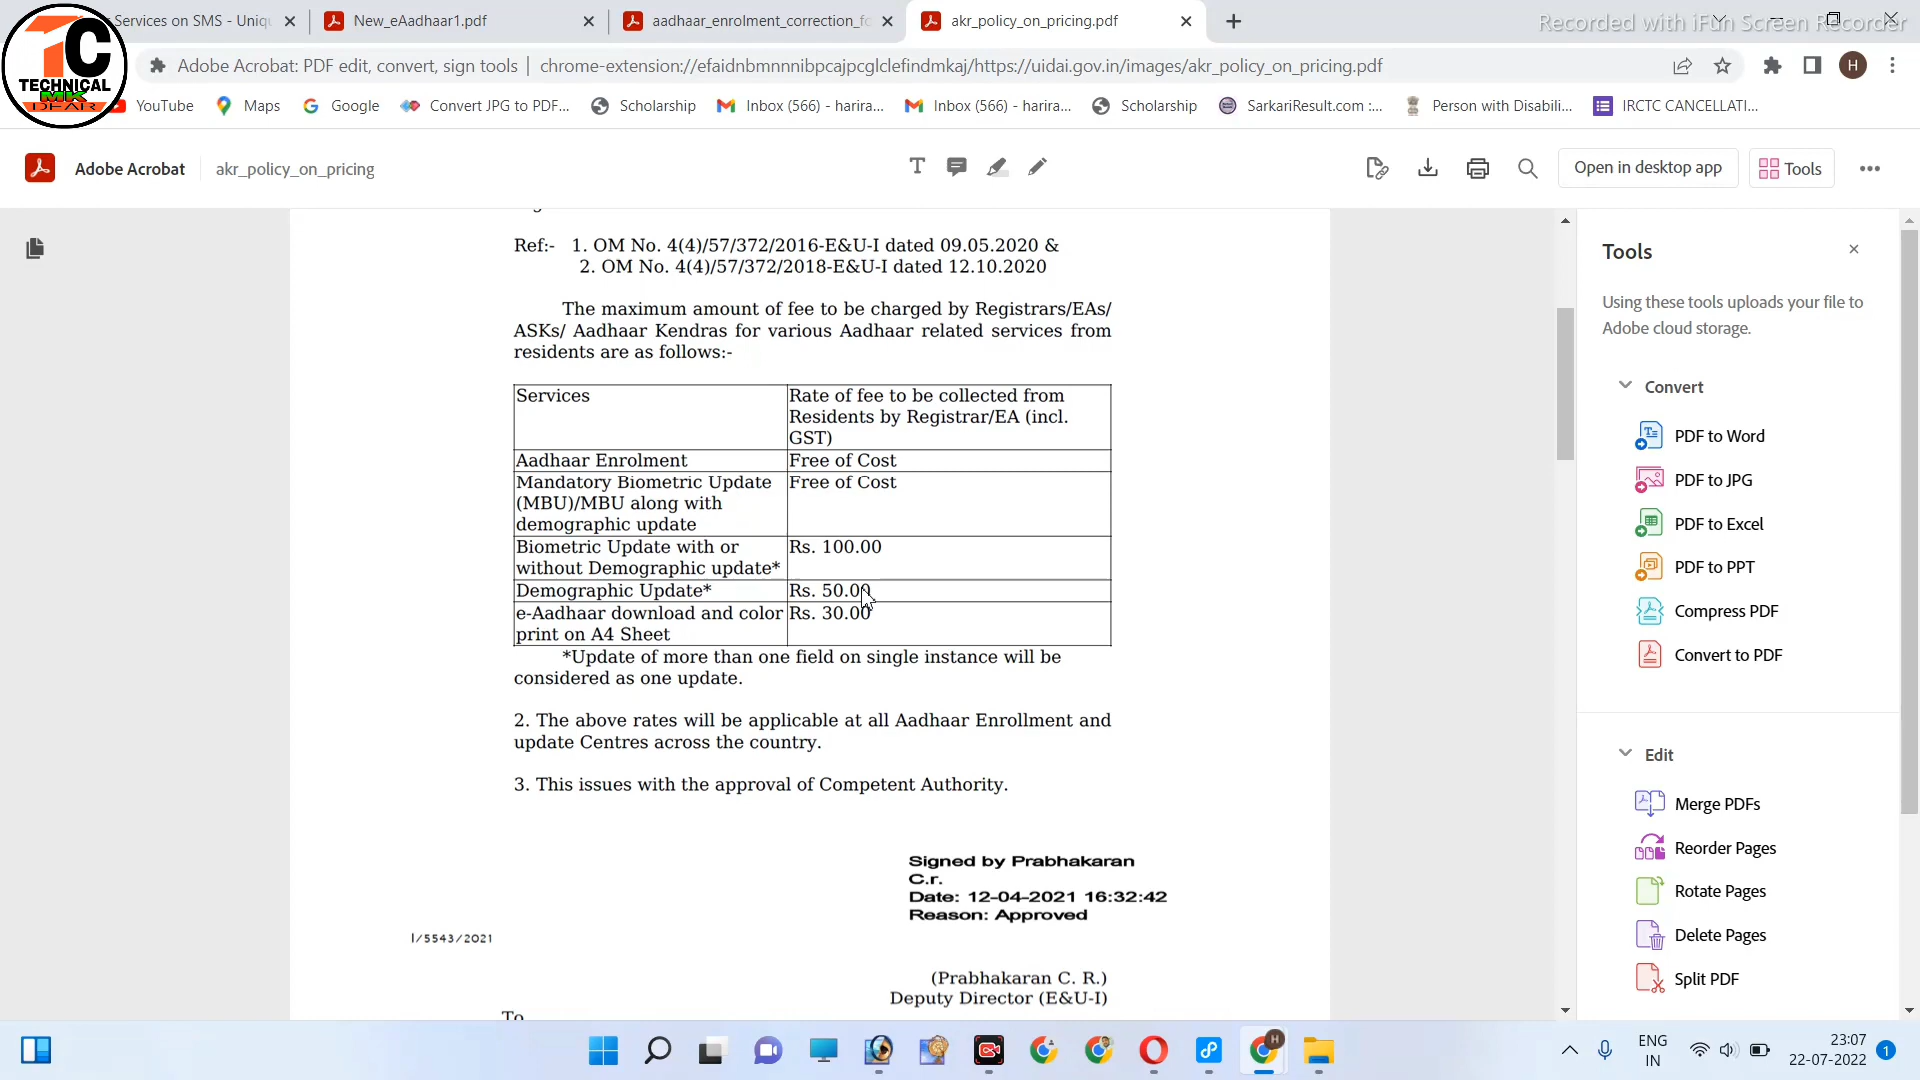 Services on SMS - Uniqu
New_eAadhaar1.pdf
aadhaar_enrolment_correction_fo
akr_policy_on_pricing.pdf
Recorded with iFun Screen Recorder
TC
TECHNICAL
MK
DEAR
Adobe Acrobat: PDF edit, convert, sign tools | chrome-extension://efaidnbmnnnibpcajpcglclefindmkaj/https://uidai.gov.in/images/akr_policy_on_pricing.pdf
H
YouTube
Maps
Google
Convert JPG to PDF...
Scholarship
Inbox (566) - harira...
Inbox (566) - harira...
Scholarship
SarkariResult.com :...
Person with Disabili...
IRCTC CANCELLATI...
Adobe Acrobat
akr_policy_on_pricing
Open in desktop app
Tools
Ref:- 1. OM No. 4(4)/57/372/2016-E&U-I dated 09.05.2020 &
2. OM No. 4(4)/57/372/2018-E&U-I dated 12.10.2020
The maximum amount of fee to be charged by Registrars/EAs/
ASKs/ Aadhaar Kendras for various Aadhaar related services from
residents are as follows:-
Services
Rate of fee to be collected from
Residents by Registrar/EA (incl.
GST)
Aadhaar Enrolment
Free of Cost
Mandatory Biometric Update
(MBU)/MBU along with
demographic update
Free of Cost
Biometric Update with or
without Demographic update*
Rs. 100.00
Demographic Update*
Rs. 50.00
e-Aadhaar download and color
print on A4 Sheet
Rs. 30.00
*Update of more than one field on single instance will be
considered as one update.
2. The above rates will be applicable at all Aadhaar Enrollment and
update Centres across the country.
3. This issues with the approval of Competent Authority.
Signed by Prabhakaran
C.r.
Date: 12-04-2021 16:32:42
Reason: Approved
I/5543/2021
(Prabhakaran C. R.)
Deputy Director (E&U-I)
To
Tools
Using these tools uploads your file to
Adobe cloud storage.
Convert
PDF to Word
PDF to JPG
PDF to Excel
PDF to PPT
Compress PDF
Convert to PDF
Edit
Merge PDFs
Reorder Pages
Rotate Pages
Delete Pages
Split PDF
H
ENG
IN
23:07
22-07-2022
1